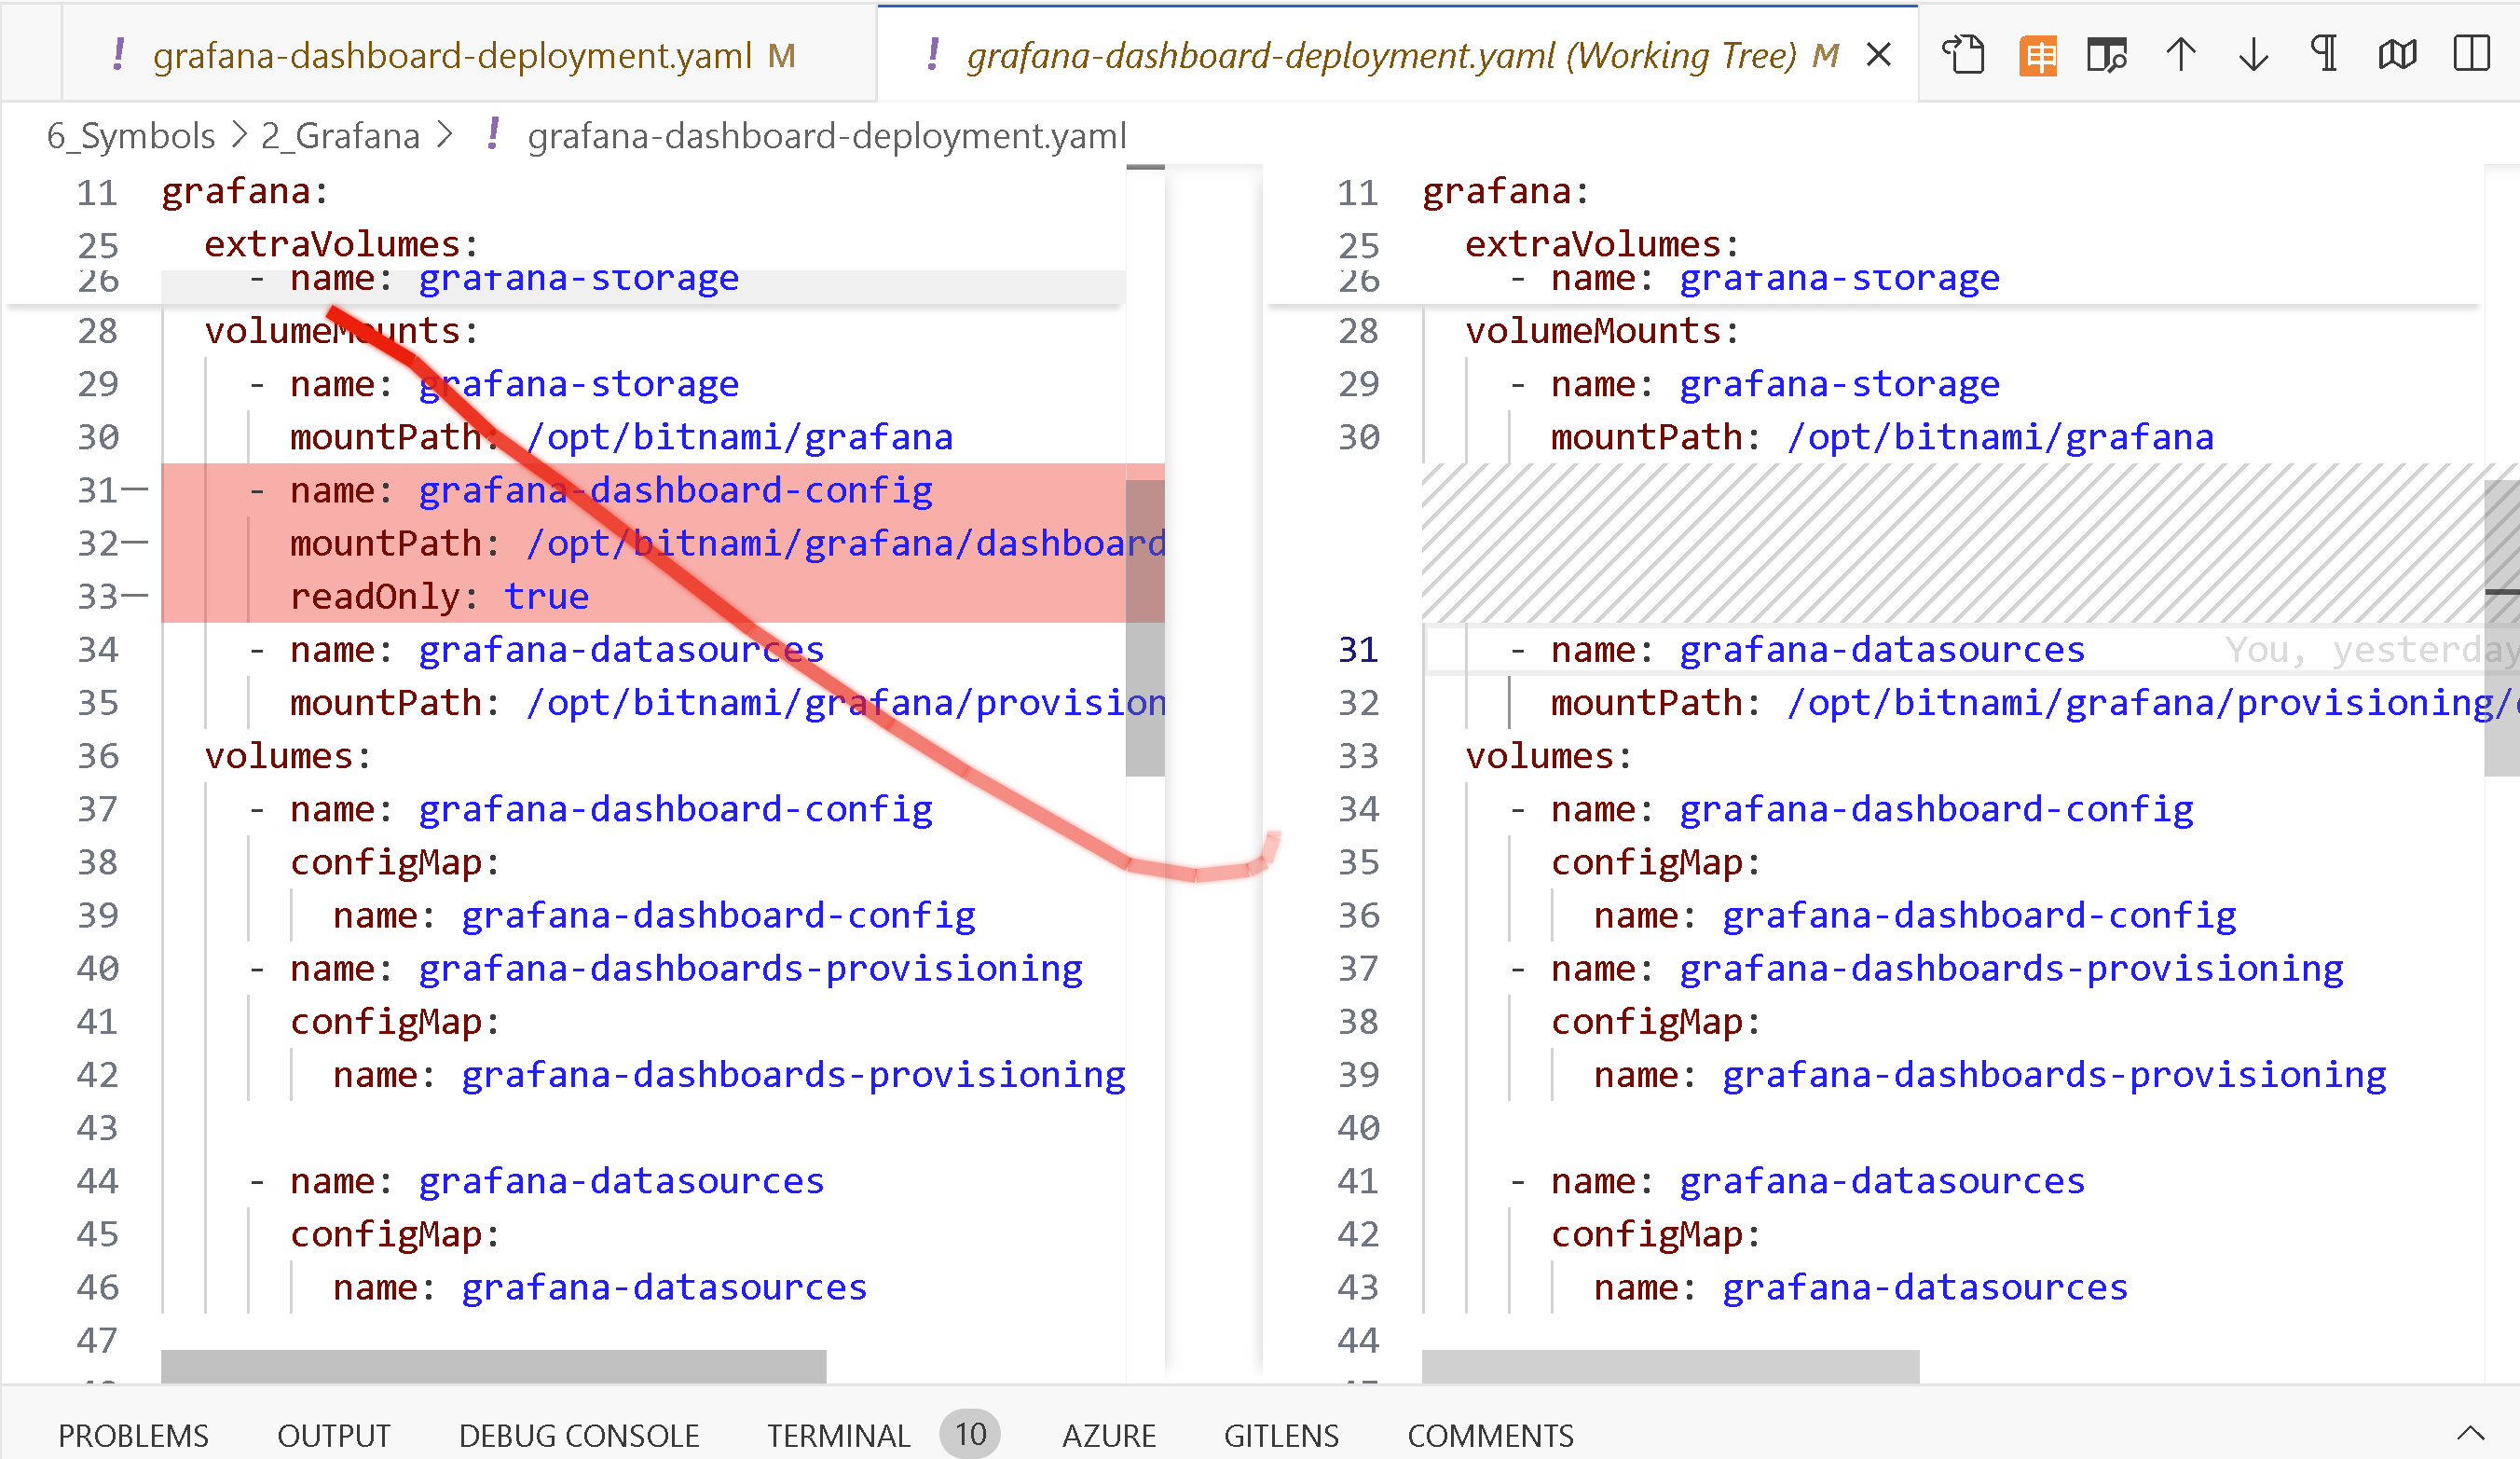 ! grafana-dashboard-deployment.yaml M
! grafana-dashboard-deployment.yaml (Working Tree) M
6_Symbols > 2_Grafana > ! grafana-dashboard-deployment.yaml
11 grafana:
25 extraVolumes:
26 - name: grafana-storage
28 volumeMounts:
29 - name: grafana-storage
30 mountPath: /opt/bitnami/grafana
31— - name: grafana-dashboard-config
32— mountPath: /opt/bitnami/grafana/dashboard
33— readOnly: true
34 - name: grafana-datasources
35 mountPath: /opt/bitnami/grafana/provision
36 volumes:
37 - name: grafana-dashboard-config
38 configMap:
39 name: grafana-dashboard-config
40 - name: grafana-dashboards-provisioning
41 configMap:
42 name: grafana-dashboards-provisioning
43
44 - name: grafana-datasources
45 configMap:
46 name: grafana-datasources
47
11 grafana:
25 extraVolumes:
26 - name: grafana-storage
28 volumeMounts:
29 - name: grafana-storage
30 mountPath: /opt/bitnami/grafana
31 - name: grafana-datasources You, yesterday
32 mountPath: /opt/bitnami/grafana/provisioning/
33 volumes:
34 - name: grafana-dashboard-config
35 configMap:
36 name: grafana-dashboard-config
37 - name: grafana-dashboards-provisioning
38 configMap:
39 name: grafana-dashboards-provisioning
40
41 - name: grafana-datasources
42 configMap:
43 name: grafana-datasources
44
PROBLEMS OUTPUT DEBUG CONSOLE TERMINAL 10 AZURE GITLENS COMMENTS